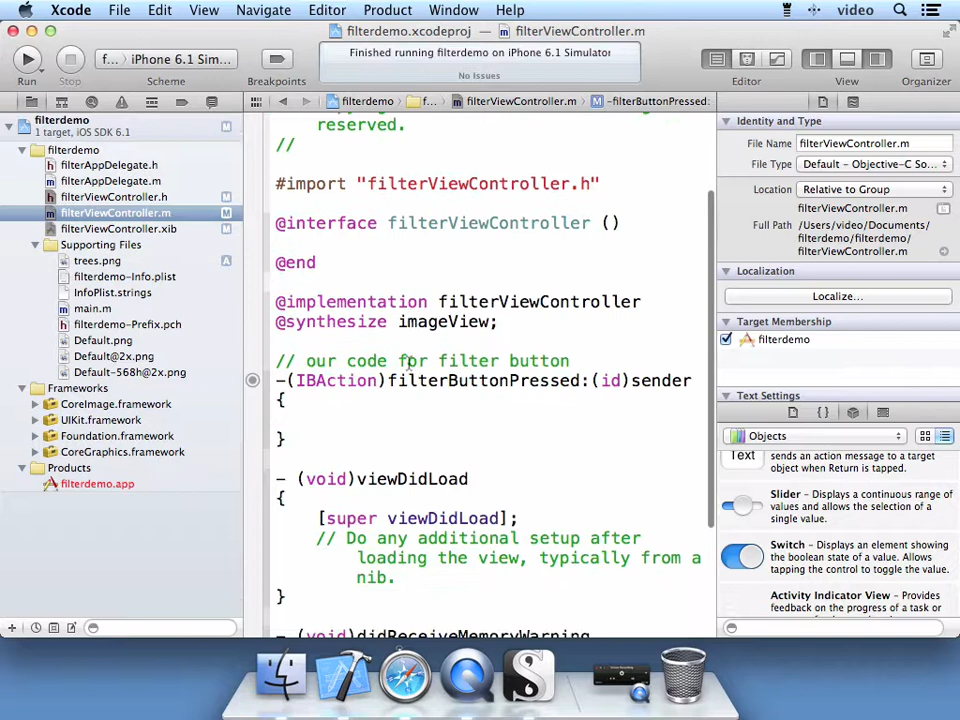 Xcode File Edit View Navigate Editor Product Window Help video
filterdemo.xcodeproj — filterViewController.m
Run Stop
f... iPhone 6.1 Sim...
Scheme
Breakpoints
Finished running filterdemo on iPhone 6.1 Simulator
No Issues
Editor View Organizer
filterdemo f... filterViewController.m -filterButtonPressed:
filterdemo
1 target, iOS SDK 6.1
M
filterdemo
filterAppDelegate.h
filterAppDelegate.m
filterViewController.h M
filterViewController.m M
filterViewController.xib M
Supporting Files
trees.png A
filterdemo-Info.plist
InfoPlist.strings
main.m
filterdemo-Prefix.pch
Default.png
Default@2x.png
Default-568h@2x.png
Frameworks
CoreImage.framework
UIKit.framework
Foundation.framework
CoreGraphics.framework
Products
filterdemo.app
reserved.
//
#import "filterViewController.h"
@interface filterViewController ()
@end
@implementation filterViewController
@synthesize imageView;
// our code for filter button
-(IBAction)filterButtonPressed:(id)sender
{
}
- (void)viewDidLoad
{
[super viewDidLoad];
// Do any additional setup after
loading the view, typically from a
nib.
}
- (void)didReceiveMemoryWarning
Identity and Type
File Name filterViewController.m
File Type Default - Objective-C So...
Location Relative to Group
filterViewController.m
Full Path /Users/video/Documents/
filterdemo/filterdemo/
filterViewController.m
Localization
Localize...
Target Membership
filterdemo
Text Settings
Objects
Text
sends an action message to a target
object when Return is tapped.
Slider - Displays a continuous range of
values and allows the selection of a
single value.
Switch - Displays an element showing
the boolean state of a value. Allows
tapping the control to toggle the value.
Activity Indicator View - Provides
feedback on the progress of a task or